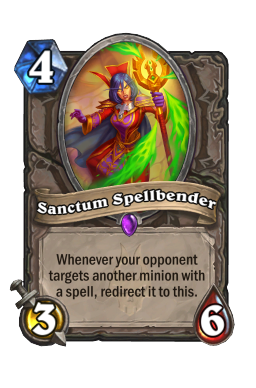 4
Sanctum Spellbender
Whenever your opponent
targets another minion with
a spell, redirect it to this.
3
6